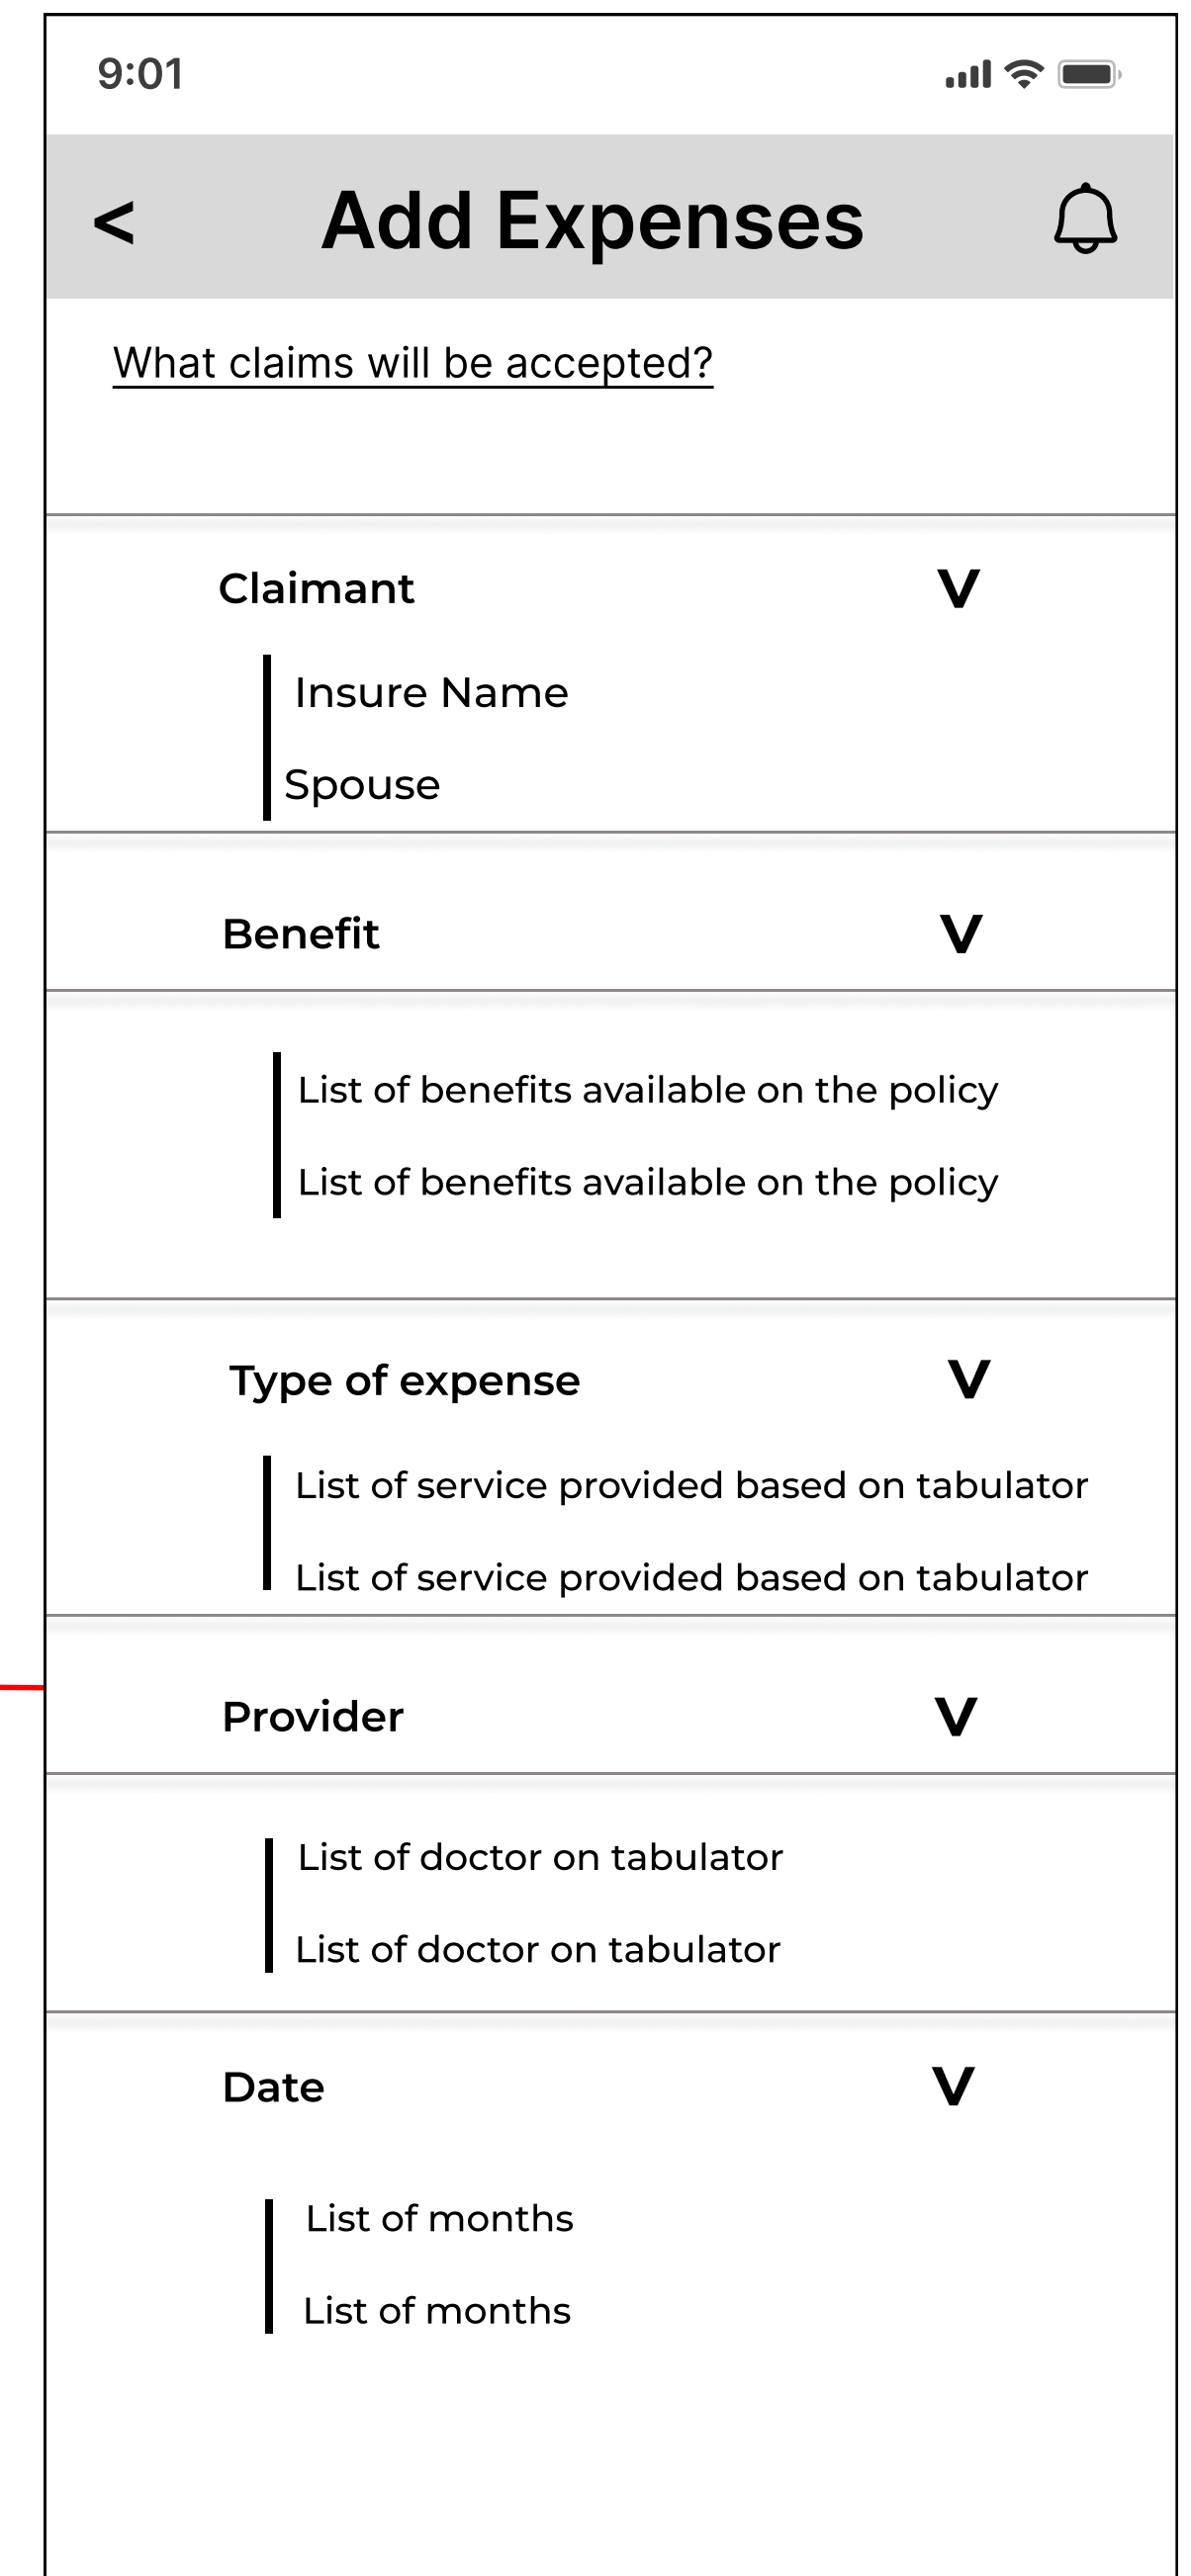 9:01
< Add Expenses
What claims will be accepted?
Claimant V
Insure Name
Spouse
Benefit V
List of benefits available on the policy
List of benefits available on the policy
Type of expense V
List of service provided based on tabulator
List of service provided based on tabulator
Provider V
List of doctor on tabulator
List of doctor on tabulator
Date V
List of months
List of months